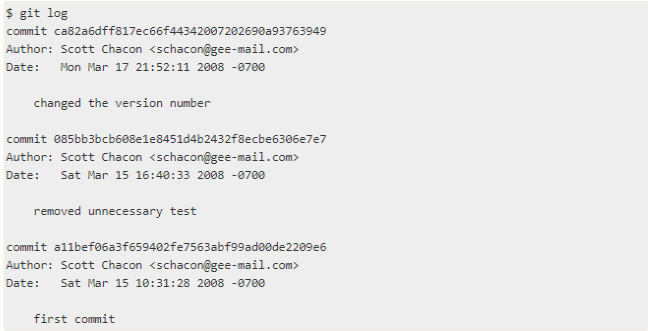 $ git log
commit ca82a6dff817ec66f44342007202690a93763949
Author: Scott Chacon <schacon@gee-mail.com>
Date:   Mon Mar 17 21:52:11 2008 -0700
    changed the version number
commit 085bb3bcb608e1e8451d4b2432f8ecbe6306e7e7
Author: Scott Chacon <schacon@gee-mail.com>
Date:   Sat Mar 15 16:40:33 2008 -0700
    removed unnecessary test
commit a11bef06a3f659402fe7563abf99ad00de2209e6
Author: Scott Chacon <schacon@gee-mail.com>
Date:   Sat Mar 15 10:31:28 2008 -0700
    first commit